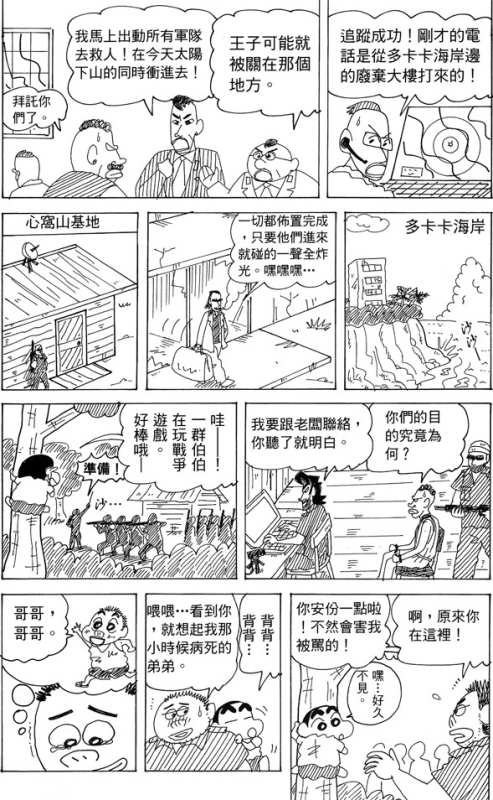 追蹤成功！剛才的電
話是從多卡卡海岸邊
的廢棄大樓打來的！
王子可能就
被關在那個
地方。
我馬上出動所有軍隊
去救人！在今天太陽
下山的同時衝進去！
拜託你
們了。
多卡卡海岸
沙…
沙…
一切都佈置完成
，只要他們進來
就碰的一聲全炸
光。嘿嘿嘿…
心窩山基地
你們的目
的究竟為
何？
我要跟老闆聯絡，
你聽了就明白。
哇——！
一群伯伯
在玩戰爭
遊戲。
好棒哦—
準備！
沙…
啊，原來你
在這裡！
你安份一點啦
！不然會害我
被罵的！
嘿…好久
不見。
背背…
背背…
喂喂…看到你
，就想起我那
小時候病死的
弟弟。
哥哥，
哥哥。